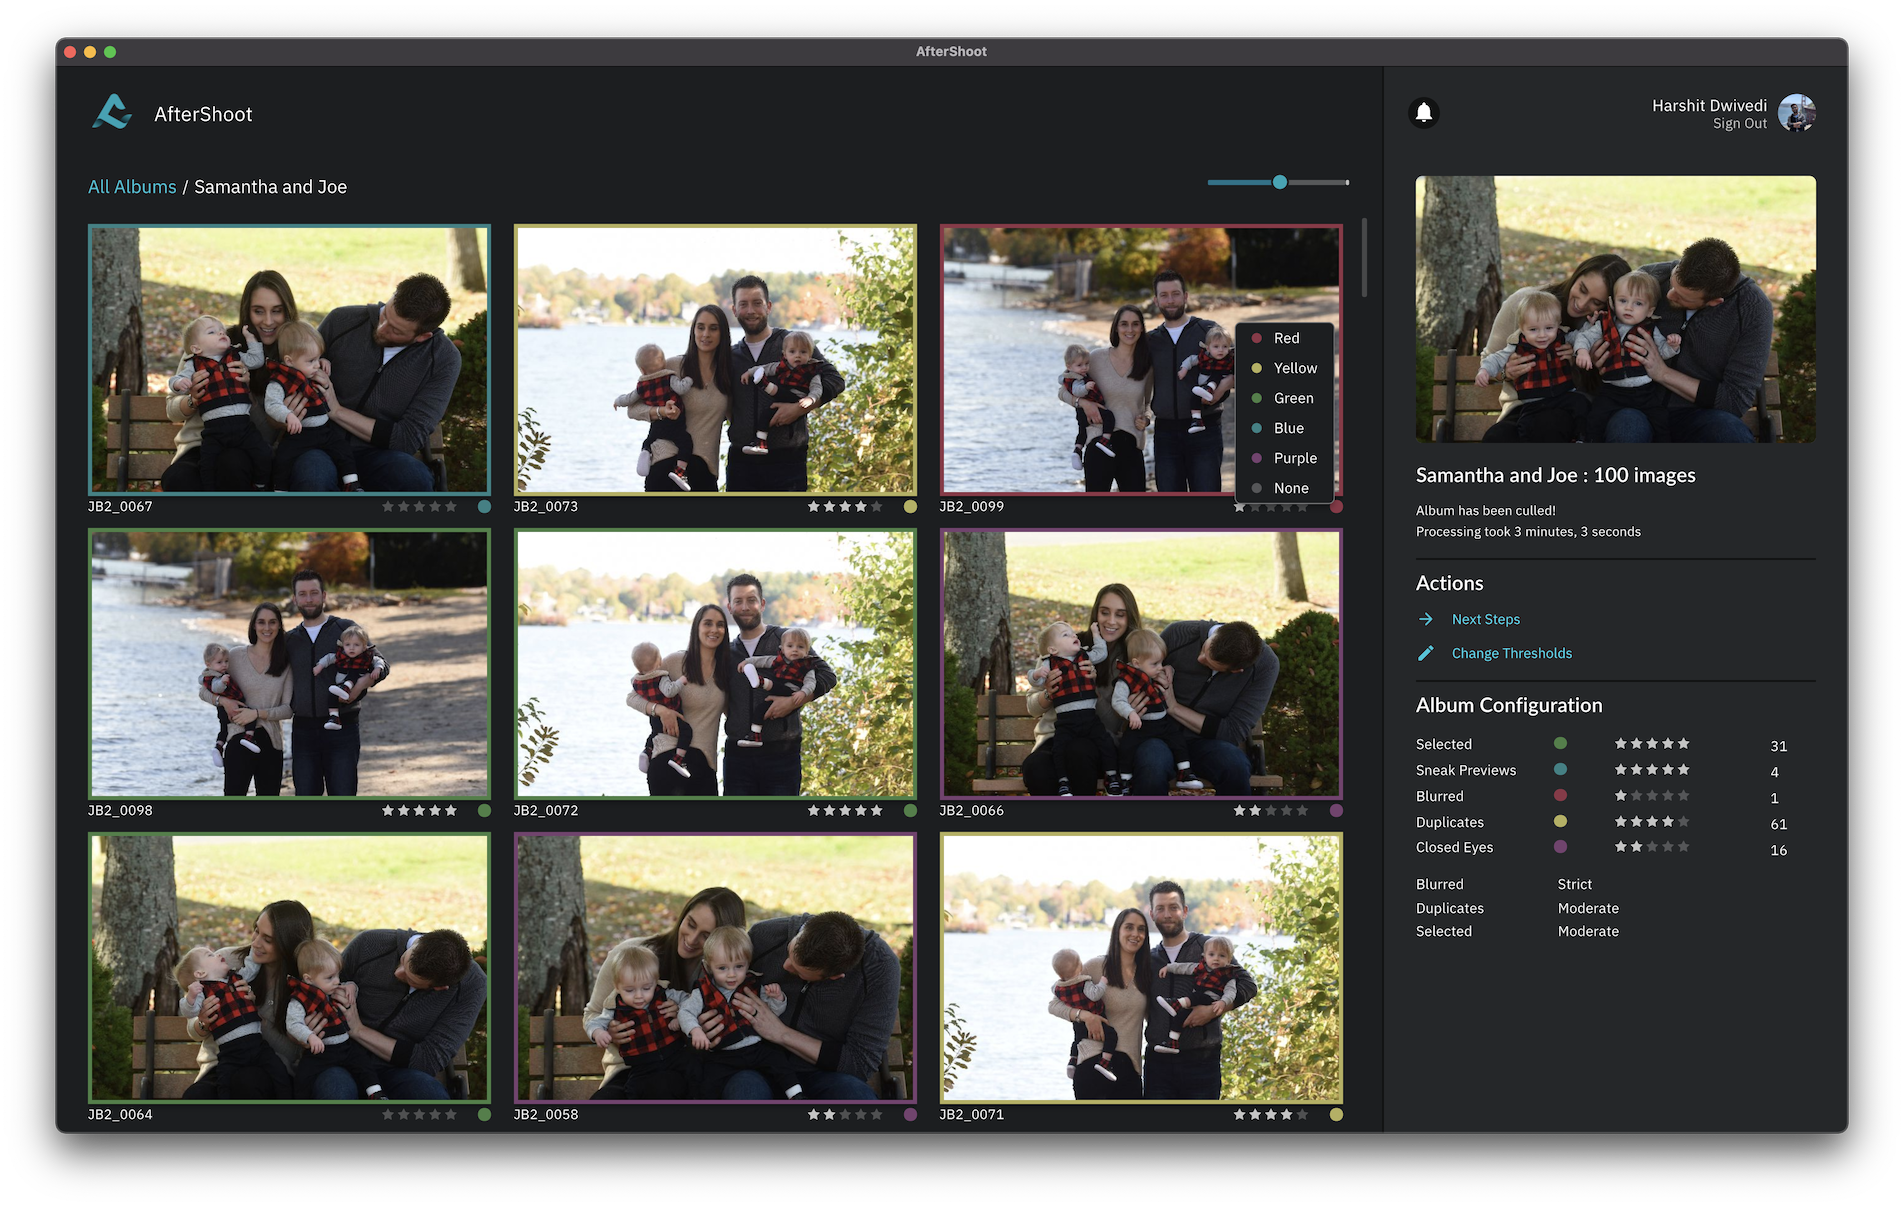 AfterShoot
AfterShoot
Harshit Dwivedi
Sign Out
All Albums / Samantha and Joe
Red
Yellow
Green
Blue
Purple
None
JB2_0067
JB2_0073
JB2_0099
JB2_0098
JB2_0072
JB2_0066
JB2_0064
JB2_0058
JB2_0071
Samantha and Joe : 100 images
Album has been culled!
Processing took 3 minutes, 3 seconds
Actions
Next Steps
Change Thresholds
Album Configuration
Selected 31
Sneak Previews 4
Blurred 1
Duplicates 61
Closed Eyes 16
Blurred Strict
Duplicates Moderate
Selected Moderate